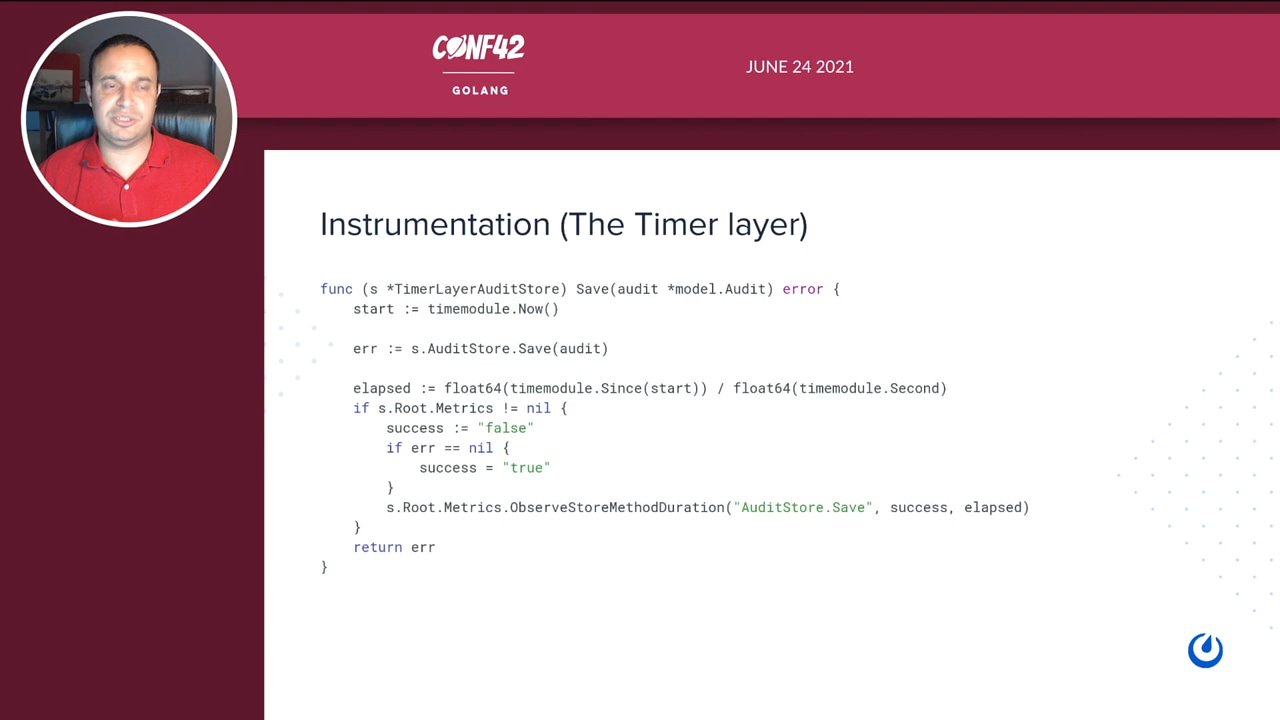 CONF42
GOLANG
JUNE 24 2021
Instrumentation (The Timer layer)
func (s *TimerLayerAuditStore) Save(audit *model.Audit) error {
    start := timemodule.Now()
    err := s.AuditStore.Save(audit)
    elapsed := float64(timemodule.Since(start)) / float64(timemodule.Second)
    if s.Root.Metrics != nil {
        success := "false"
        if err == nil {
            success = "true"
        }
        s.Root.Metrics.ObserveStoreMethodDuration("AuditStore.Save", success, elapsed)
    }
    return err
}